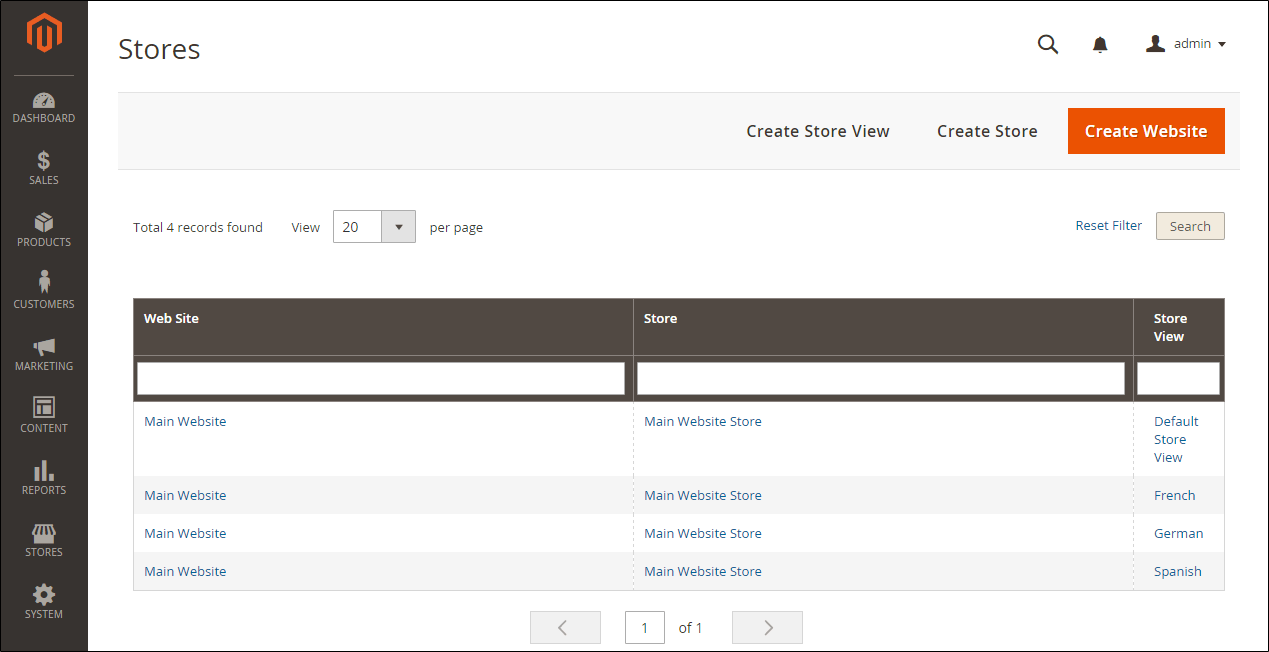 Stores
admin
DASHBOARD
SALES
PRODUCTS
CUSTOMERS
MARKETING
CONTENT
REPORTS
STORES
SYSTEM
Create Store View Create Store Create Website
Total 4 records found View 20 per page Reset Filter Search
Web Site Store Store
View
Main Website Main Website Store Default
Store
View
Main Website Main Website Store French
Main Website Main Website Store German
Main Website Main Website Store Spanish
1 of 1